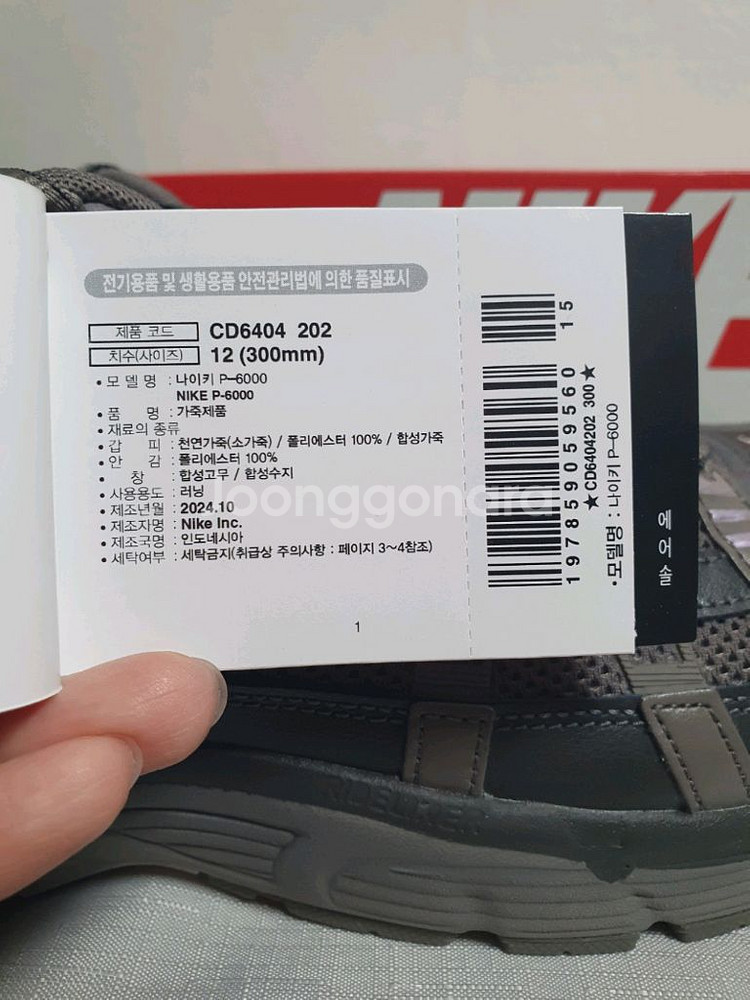 전기용품 및 생활용품 안전관리법에 의한 품질표시
제품 코드 CD6404 202
치수(사이즈) 12 (300mm)
• 모 델 명 : 나이키 P-6000
NIKE P-6000
• 품 명 : 가죽제품
• 재료의 종류
• 갑 피 : 천연가죽(소가죽) / 폴리에스터 100% / 합성가죽
• 안 감 : 폴리에스터 100%
• 창 : 합성고무 / 합성수지
• 사용용도 : 러닝
• 제조년월 : 2024.10
• 제조자명 : Nike Inc.
• 제조국명 : 인도네시아
• 세탁여부 : 세탁금지(취급상 주의사항 : 페이지 3~4참조)
1
15
197859059560
★CD6404202 300★
• 모델명 : 나이키 P-6000
에어솔
joonggonara